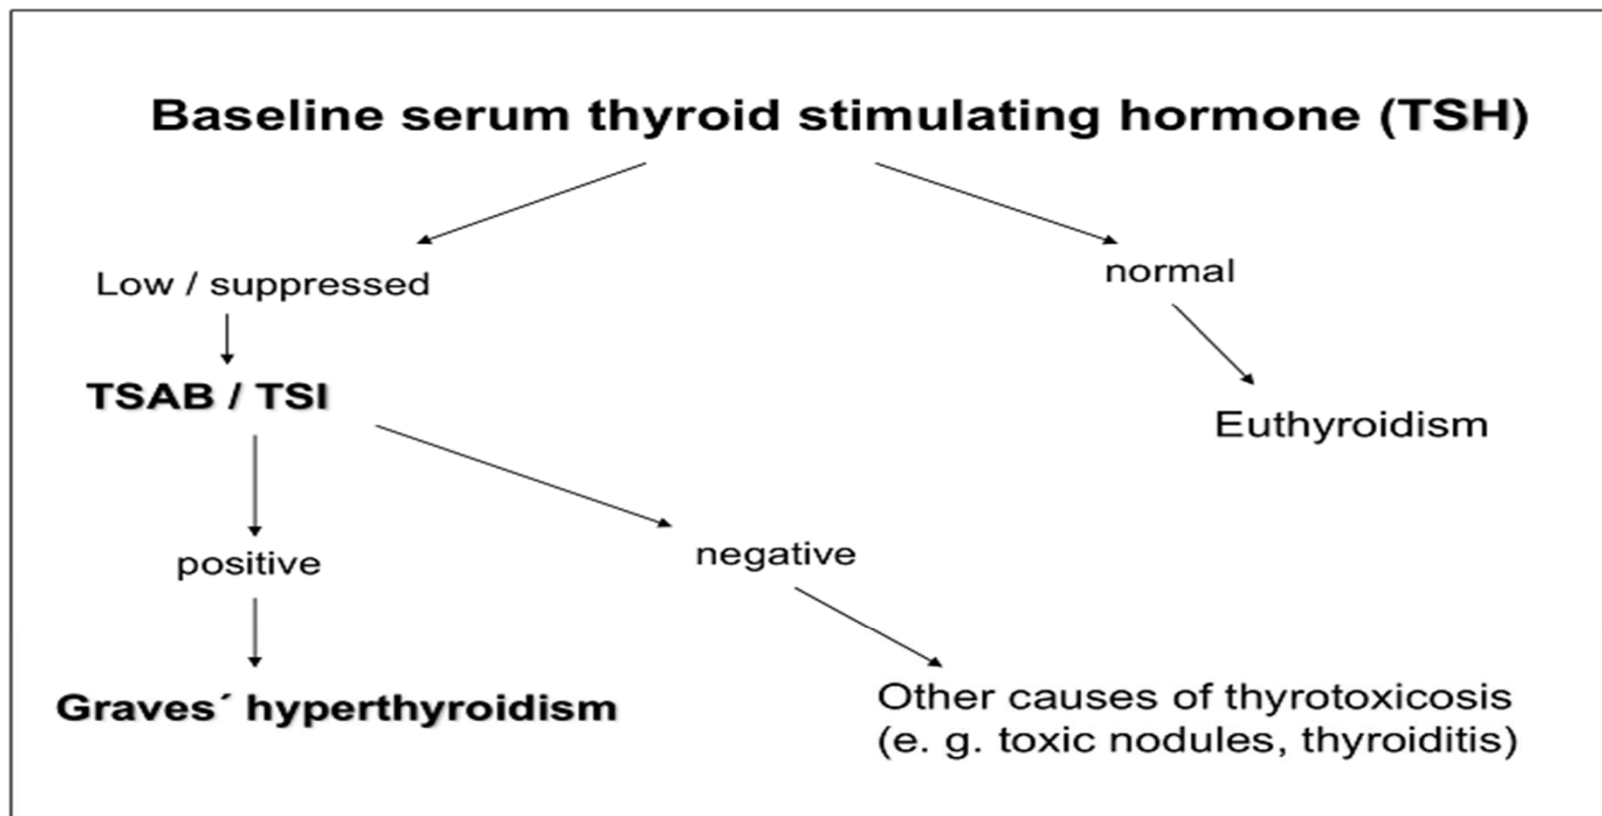 Baseline serum thyroid stimulating hormone (TSH)
Low / suppressed
normal
TSAB / TSI
Euthyroidism
positive
negative
Graves´ hyperthyroidism
Other causes of thyrotoxicosis
(e. g. toxic nodules, thyroiditis)